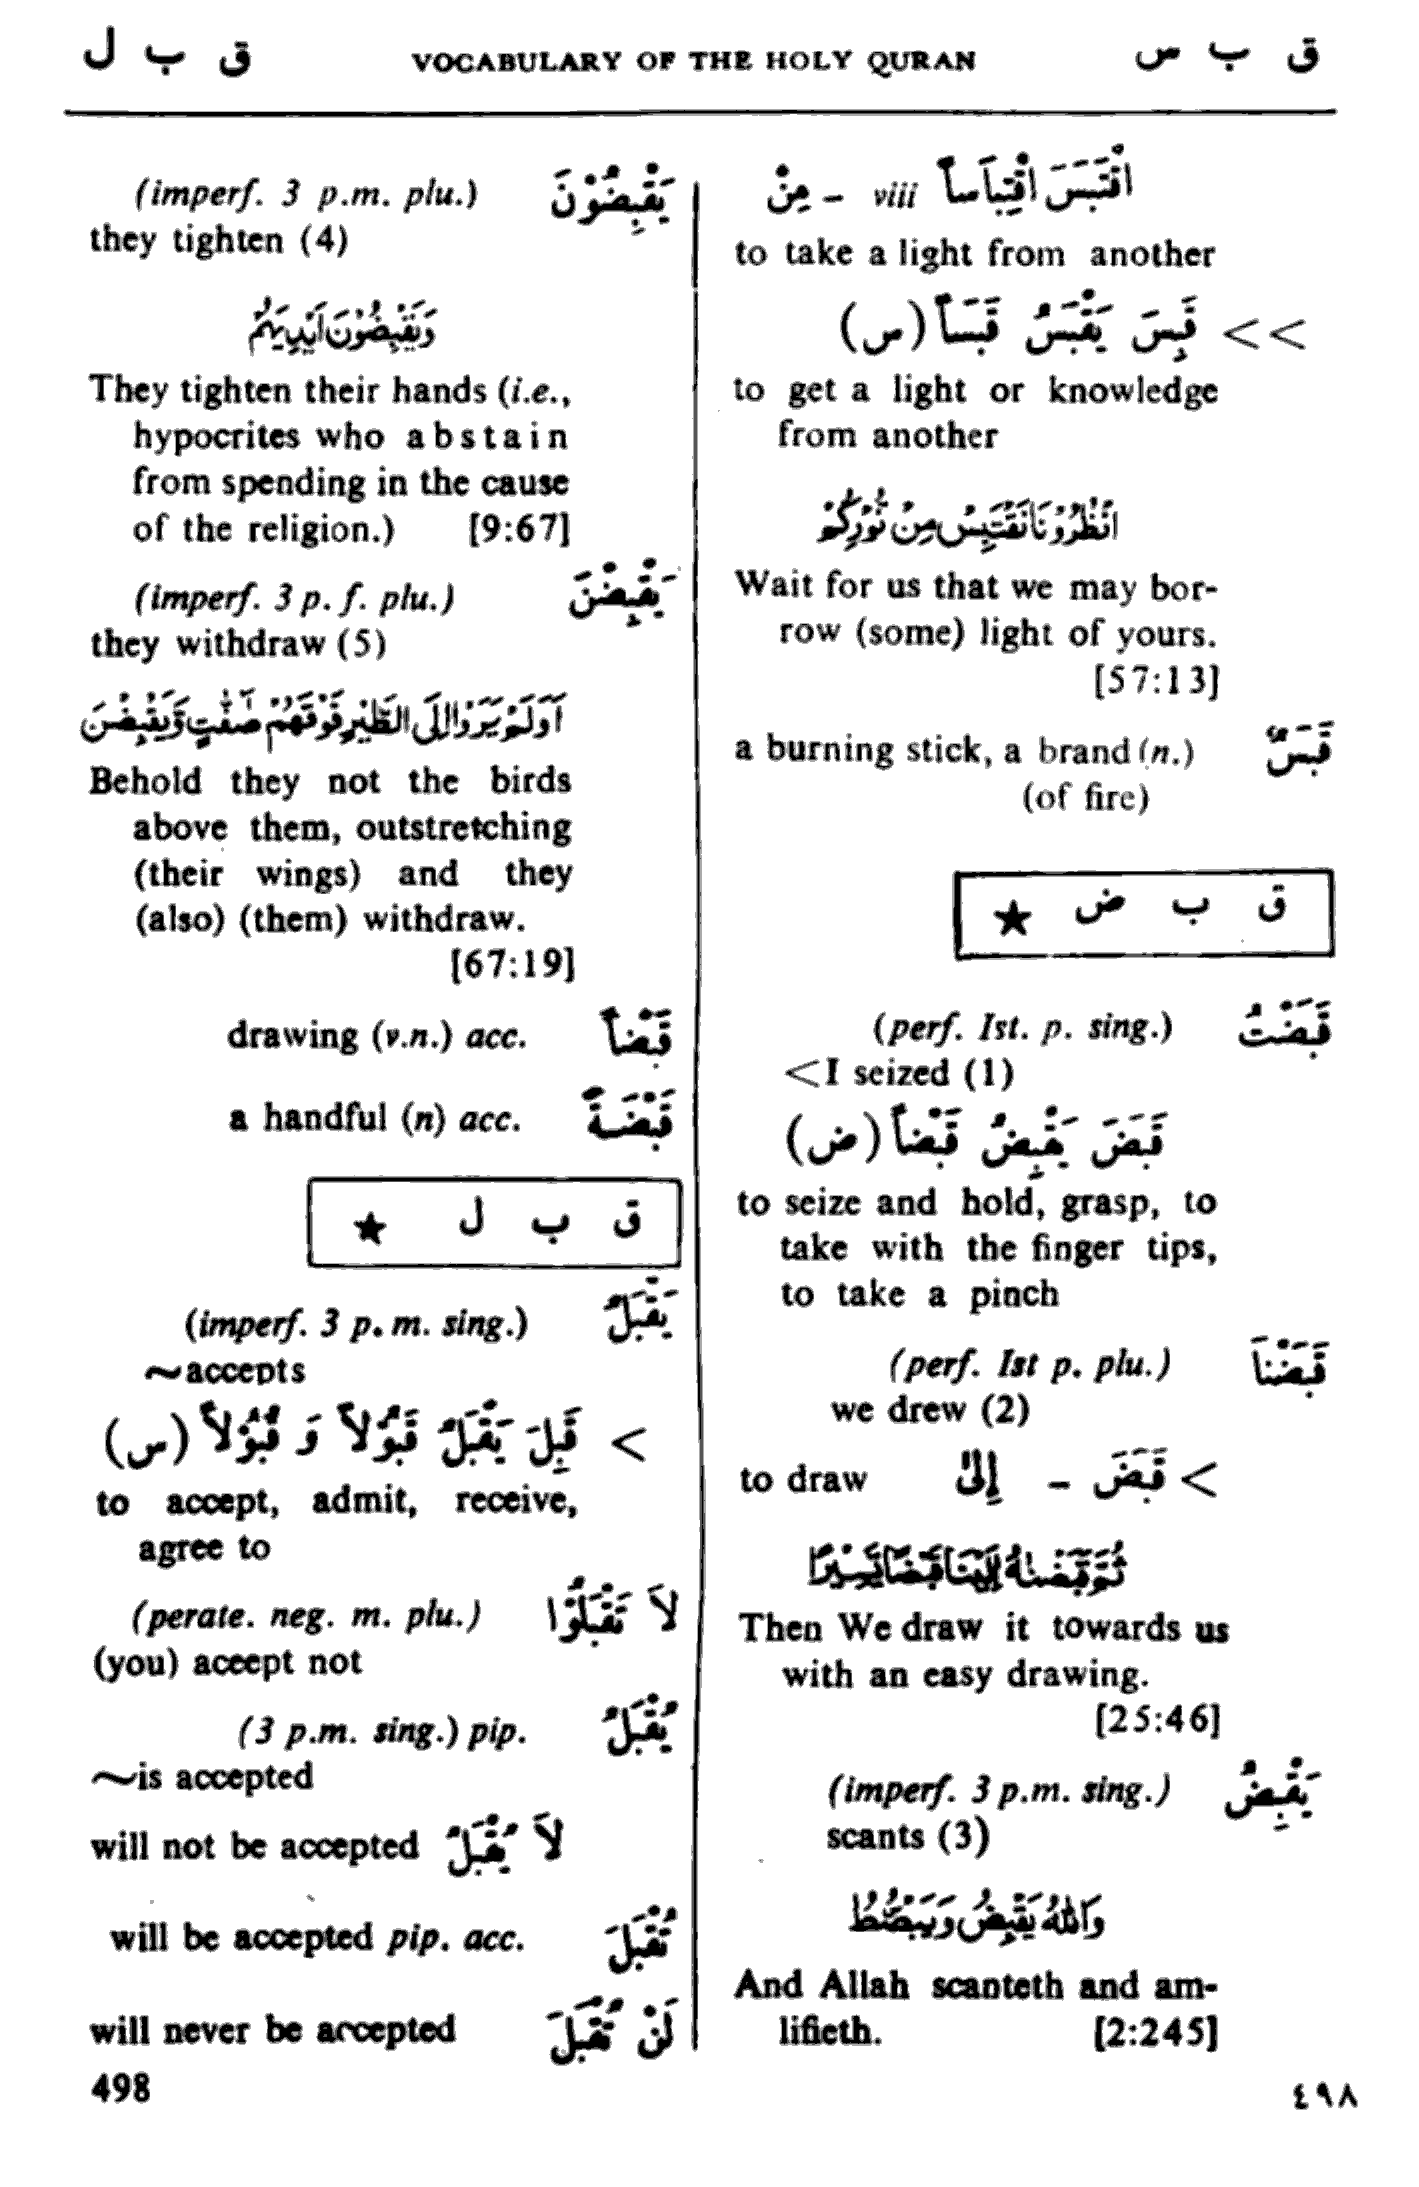 ق ب ل VOCABULARY OF THE HOLY QURAN ق ب ص
اقْتَبَسَ اقْتِبَاساً viii – مِنْ
to take a light from another
>> قَبِسَ يَقْبَسُ قَبَساً (س)
to get a light or knowledge
from another
انْظُرُوْنَا نَقْتَبِسْ مِنْ نُّوْرِكُمْ
Wait for us that we may bor-
row (some) light of yours.
[57:13]
a burning stick, a brand (n.) قَبَسٌ
(of fire)
ق ب ض ★
(perf. Ist. p. sing.) قَبَضْتُ
<I seized (1)
قَبَضَ يَقْبِضُ قَبْضاً (ض)
to seize and hold, grasp, to
take with the finger tips,
to take a pinch
(perf. Ist p. plu.) قَبَضْنَا
we drew (2)
to draw إِلىٰ – قَبَضَ >
ثُمَّ قَبَضْنٰهُ اِلَيْنَا قَبْضًا يَّسِيْرًا
Then We draw it towards us
with an easy drawing.
[25:46]
(imperf. 3 p.m. sing.) يَقْبِضُ
scants (3)
وَاللّٰهُ يَقْبِضُ وَيَبْصُۜطُ
And Allah scanteth and am-
lifieth. [2:245]
(imperf. 3 p.m. plu.) يَقْبِضُوْنَ
they tighten (4)
وَيَقْبِضُوْنَ اَيْدِيَهُمْ
They tighten their hands (i.e.,
hypocrites who abstain
from spending in the cause
of the religion.) [9:67]
(imperf. 3 p. f. plu.) يَقْبِضْنَ
they withdraw (5)
اَوَلَمْ يَرَوْا اِلَى الطَّيْرِ فَوْقَهُمْ صٰٓفّٰتٍ وَّيَقْبِضْنَ
Behold they not the birds
above them, outstretching
(their wings) and they
(also) (them) withdraw.
[67:19]
drawing (v.n.) acc. قَبْضاً
a handful (n) acc. قَبْضَةً
ق ب ل ★
(imperf. 3 p. m. sing.) يَقْبَلُ
~accepts
> قَبِلَ يَقْبَلُ قَبُوْلاً وَ قُبُوْلاً (س)
to accept, admit, receive,
agree to
(perate. neg. m. plu.) لاَ تَقْبَلُوْا
(you) aceept not
(3 p.m. sing.) pip. يُقْبَلُ
~is accepted
will not be accepted لاَ يُقْبَلُ
will be accepted pip. acc. تُقْبَلَ
will never be accepted لَنْ تُقْبَلَ
498 ٤٩٨